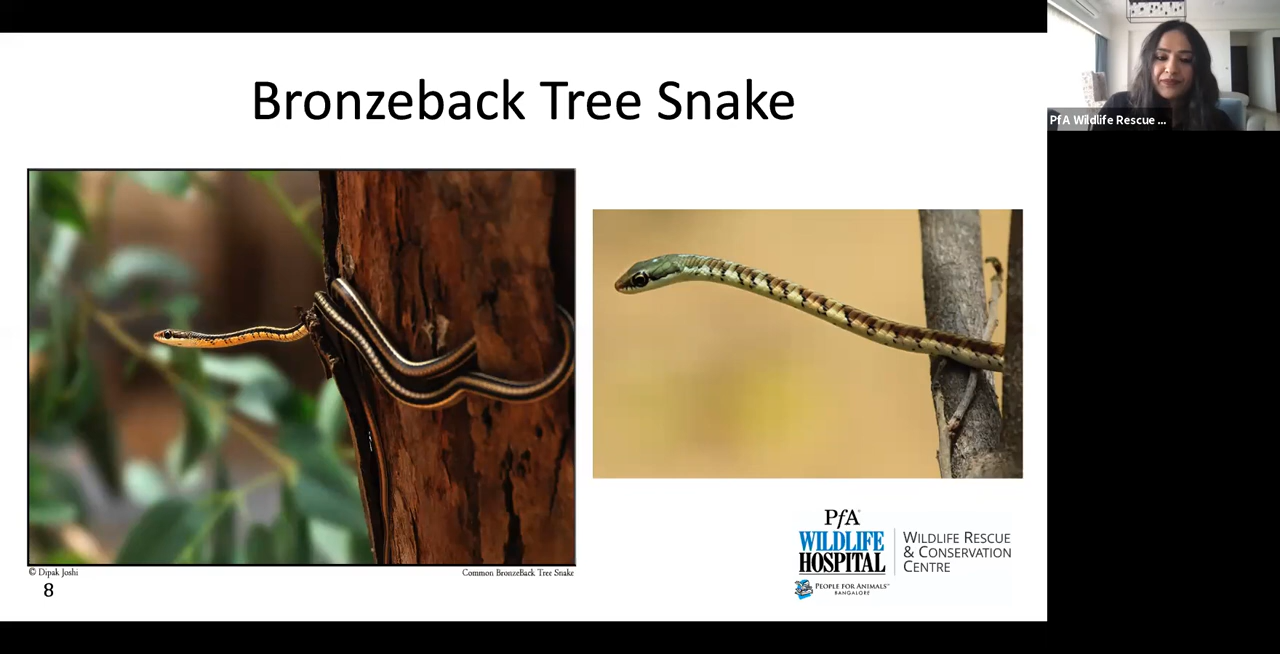 Bronzeback Tree Snake
PfA Wildlife Rescue ...
© Dipak Joshi
Common BronzeBack Tree Snake
8
PfA
WILDLIFE
HOSPITAL
PEOPLE FOR ANIMALS
BANGALORE
WILDLIFE RESCUE
& CONSERVATION
CENTRE